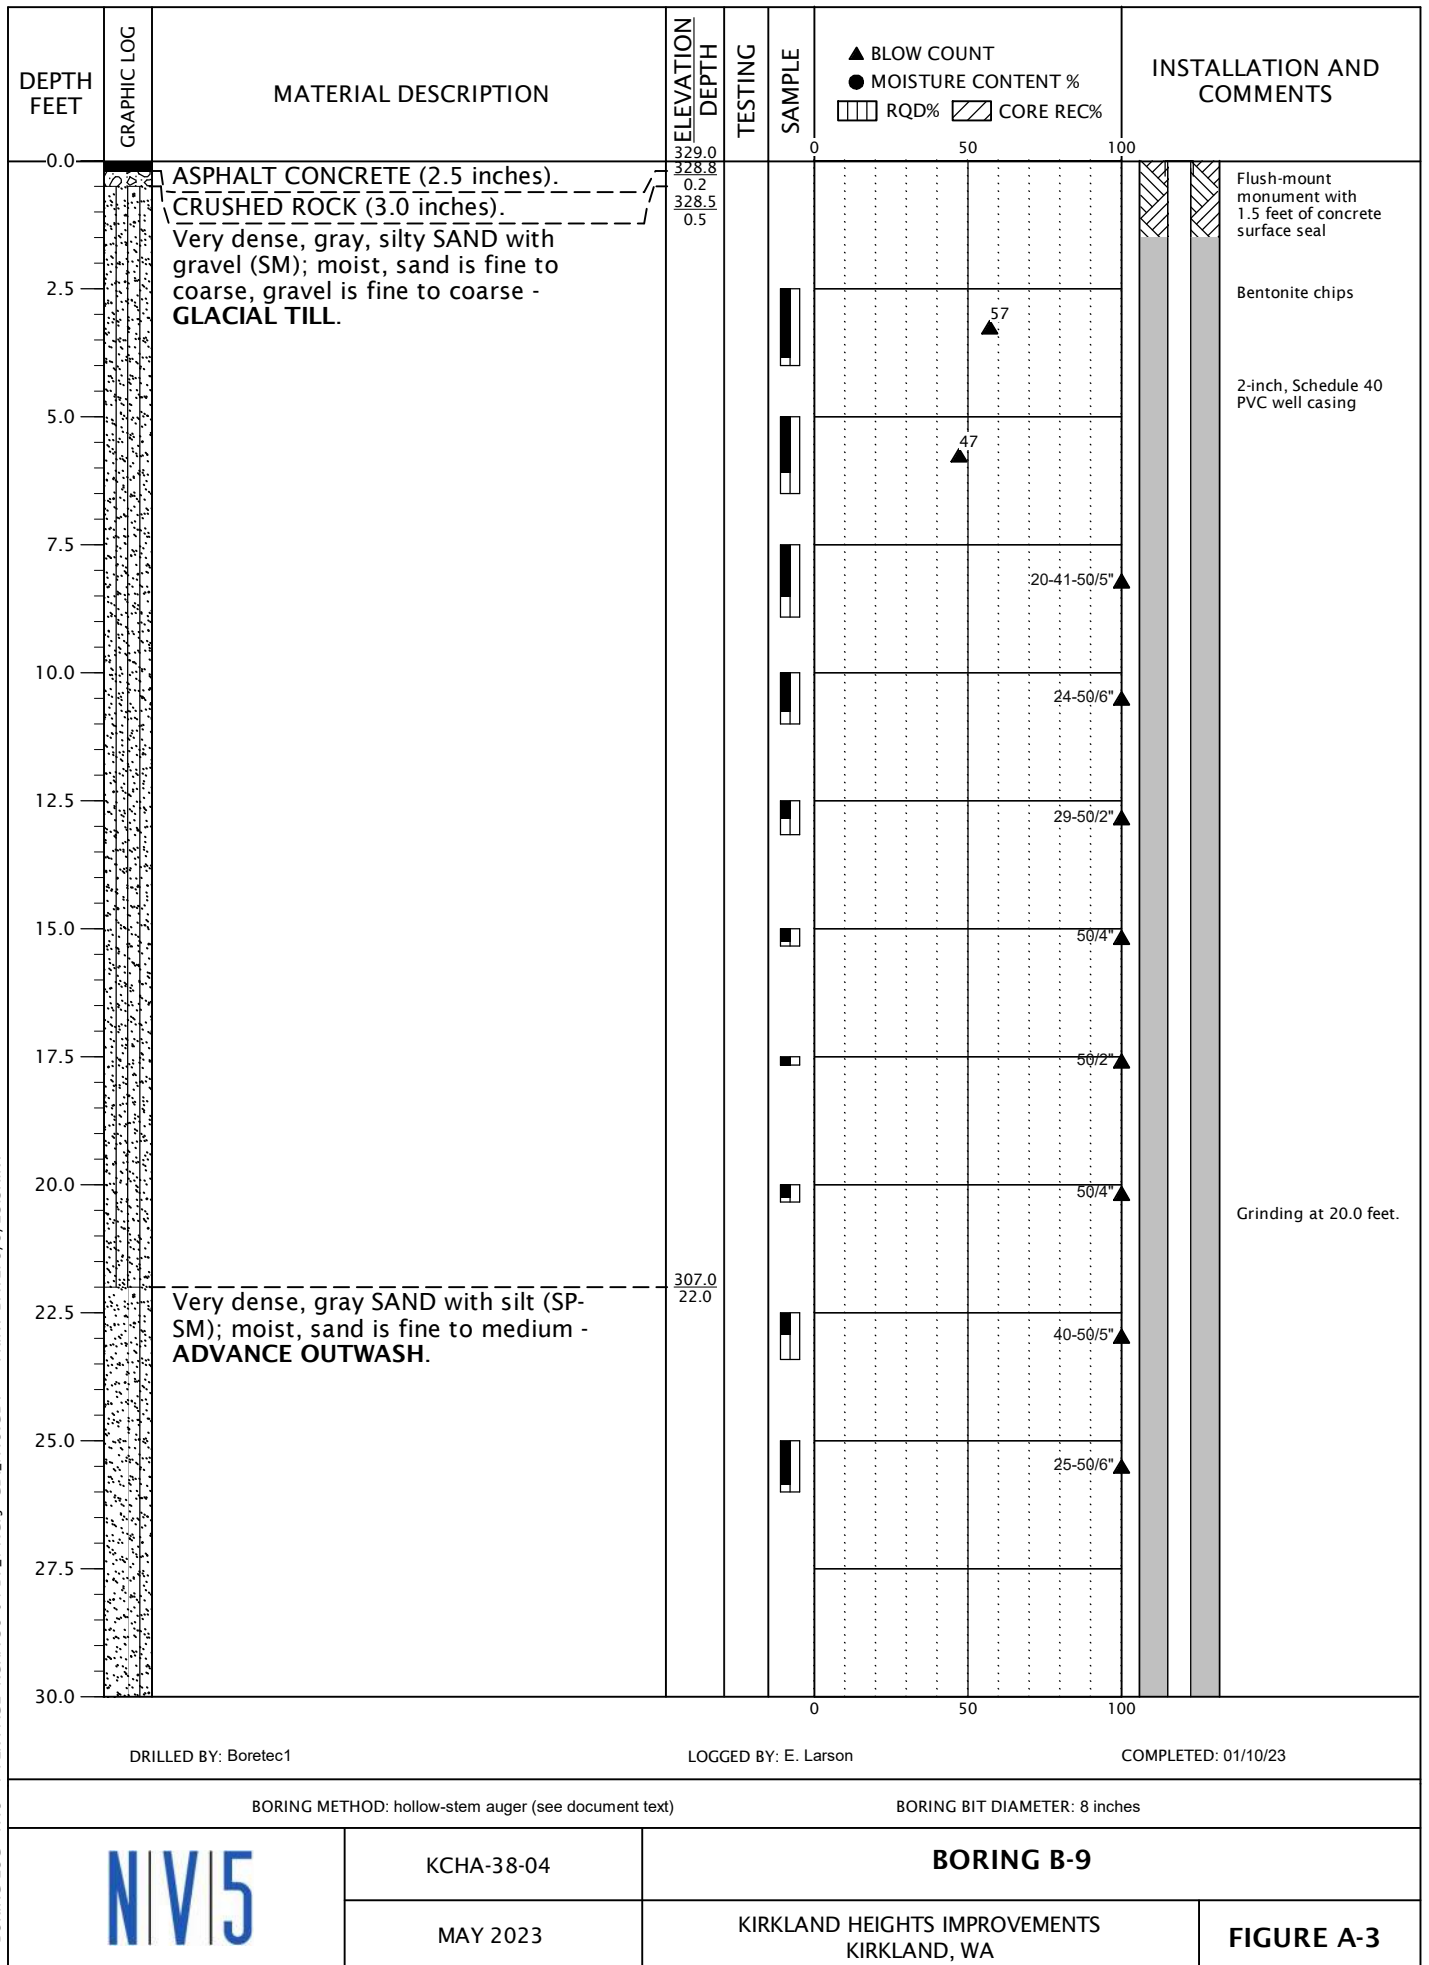 DEPTH
FEET
GRAPHIC LOG
MATERIAL DESCRIPTION
ELEVATION
DEPTH
TESTING
SAMPLE
▲ BLOW COUNT
● MOISTURE CONTENT %
RQD% CORE REC%
INSTALLATION AND
COMMENTS
0 50 100
0.0
329.0
ASPHALT CONCRETE (2.5 inches).
328.8
0.2
CRUSHED ROCK (3.0 inches).
328.5
0.5
Very dense, gray, silty SAND with
gravel (SM); moist, sand is fine to
coarse, gravel is fine to coarse -
GLACIAL TILL.
Flush-mount
monument with
1.5 feet of concrete
surface seal
2.5
Bentonite chips
57
2-inch, Schedule 40
PVC well casing
5.0
47
7.5
20-41-50/5"
10.0
24-50/6"
12.5
29-50/2"
15.0
50/4"
17.5
50/2"
20.0
50/4"
Grinding at 20.0 feet.
307.0
22.0
22.5
Very dense, gray SAND with silt (SP-
SM); moist, sand is fine to medium -
ADVANCE OUTWASH.
40-50/5"
25.0
25-50/6"
27.5
30.0
0 50 100
DRILLED BY: Boretec1
LOGGED BY: E. Larson
COMPLETED: 01/10/23
BORING METHOD: hollow-stem auger (see document text)
BORING BIT DIAMETER: 8 inches
N|V|5
KCHA-38-04
BORING B-9
MAY 2023
KIRKLAND HEIGHTS IMPROVEMENTS
KIRKLAND, WA
FIGURE A-3